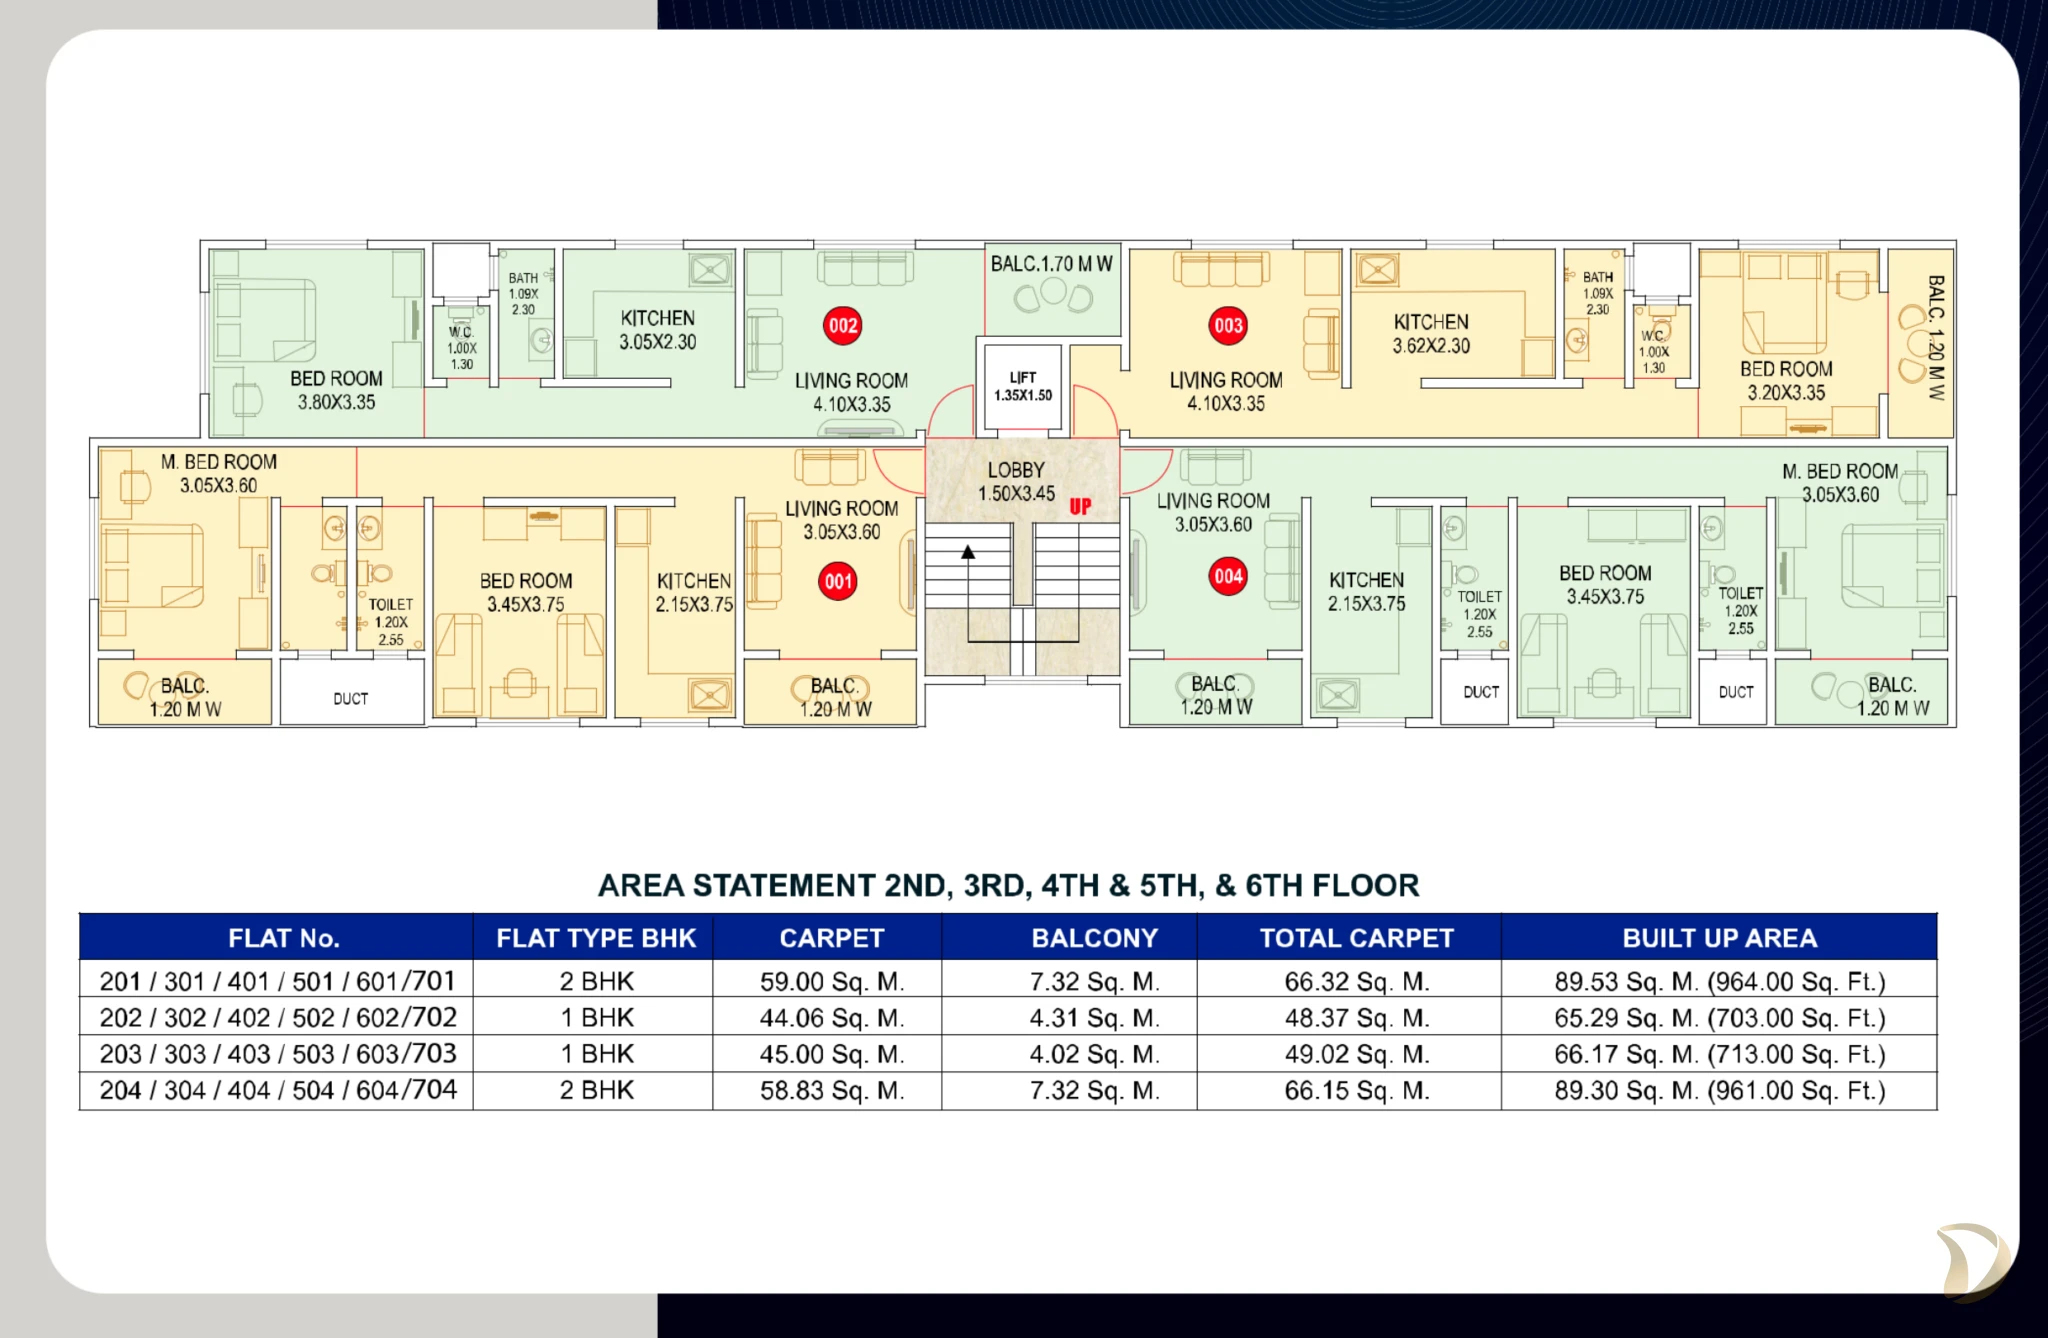 BATH
1.09X
2.30
W.C.
1.00X
1.30
KITCHEN
3.05X2.30
002
BED ROOM
3.80X3.35
LIVING ROOM
4.10X3.35
BALC.1.70 M W
LIFT
1.35X1.50
003
LIVING ROOM
4.10X3.35
KITCHEN
3.62X2.30
BATH
1.09X
2.30
W.C.
1.00X
1.30
BED ROOM
3.20X3.35
BALC. 1.20 M W
M. BED ROOM
3.05X3.60
TOILET
1.20X
2.55
BED ROOM
3.45X3.75
KITCHEN
2.15X3.75
LIVING ROOM
3.05X3.60
001
BALC.
1.20 M W
DUCT
BALC.
1.20 M W
LOBBY
1.50X3.45
UP
LIVING ROOM
3.05X3.60
004
KITCHEN
2.15X3.75
TOILET
1.20X
2.55
BED ROOM
3.45X3.75
TOILET
1.20X
2.55
M. BED ROOM
3.05X3.60
BALC.
1.20 M W
DUCT
DUCT
BALC.
1.20 M W
AREA STATEMENT 2ND, 3RD, 4TH & 5TH, & 6TH FLOOR
FLAT No. FLAT TYPE BHK CARPET BALCONY TOTAL CARPET BUILT UP AREA
201 / 301 / 401 / 501 / 601/701 2 BHK 59.00 Sq. M. 7.32 Sq. M. 66.32 Sq. M. 89.53 Sq. M. (964.00 Sq. Ft.)
202 / 302 / 402 / 502 / 602/702 1 BHK 44.06 Sq. M. 4.31 Sq. M. 48.37 Sq. M. 65.29 Sq. M. (703.00 Sq. Ft.)
203 / 303 / 403 / 503 / 603/703 1 BHK 45.00 Sq. M. 4.02 Sq. M. 49.02 Sq. M. 66.17 Sq. M. (713.00 Sq. Ft.)
204 / 304 / 404 / 504 / 604/704 2 BHK 58.83 Sq. M. 7.32 Sq. M. 66.15 Sq. M. 89.30 Sq. M. (961.00 Sq. Ft.)